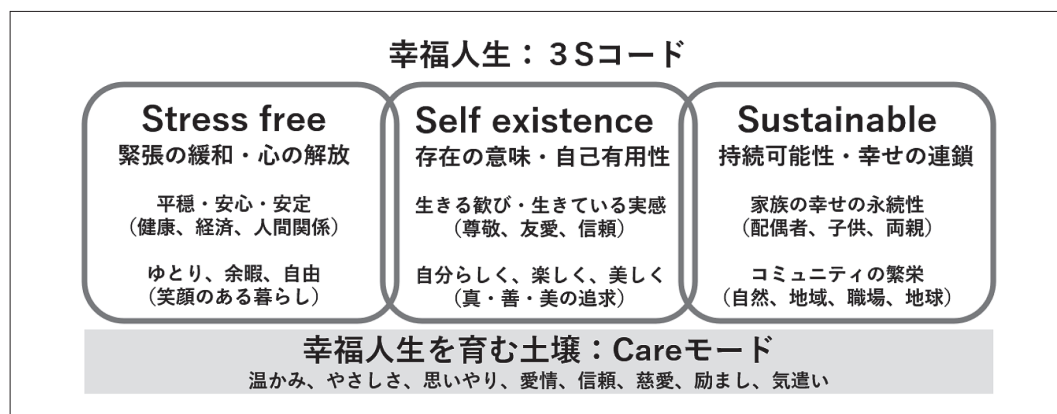 幸福人生：３Sコード
Stress free
緊張の緩和・心の解放
平穏・安心・安定
（健康、経済、人間関係）
ゆとり、余暇、自由
（笑顔のある暮らし）
Self existence
存在の意味・自己有用性
生きる歓び・生きている実感
（尊敬、友愛、信頼）
自分らしく、楽しく、美しく
（真・善・美の追求）
Sustainable
持続可能性・幸せの連鎖
家族の幸せの永続性
（配偶者、子供、両親）
コミュニティの繁栄
（自然、地域、職場、地球）
幸福人生を育む土壌：Careモード
温かみ、やさしさ、思いやり、愛情、信頼、慈愛、励まし、気遣い